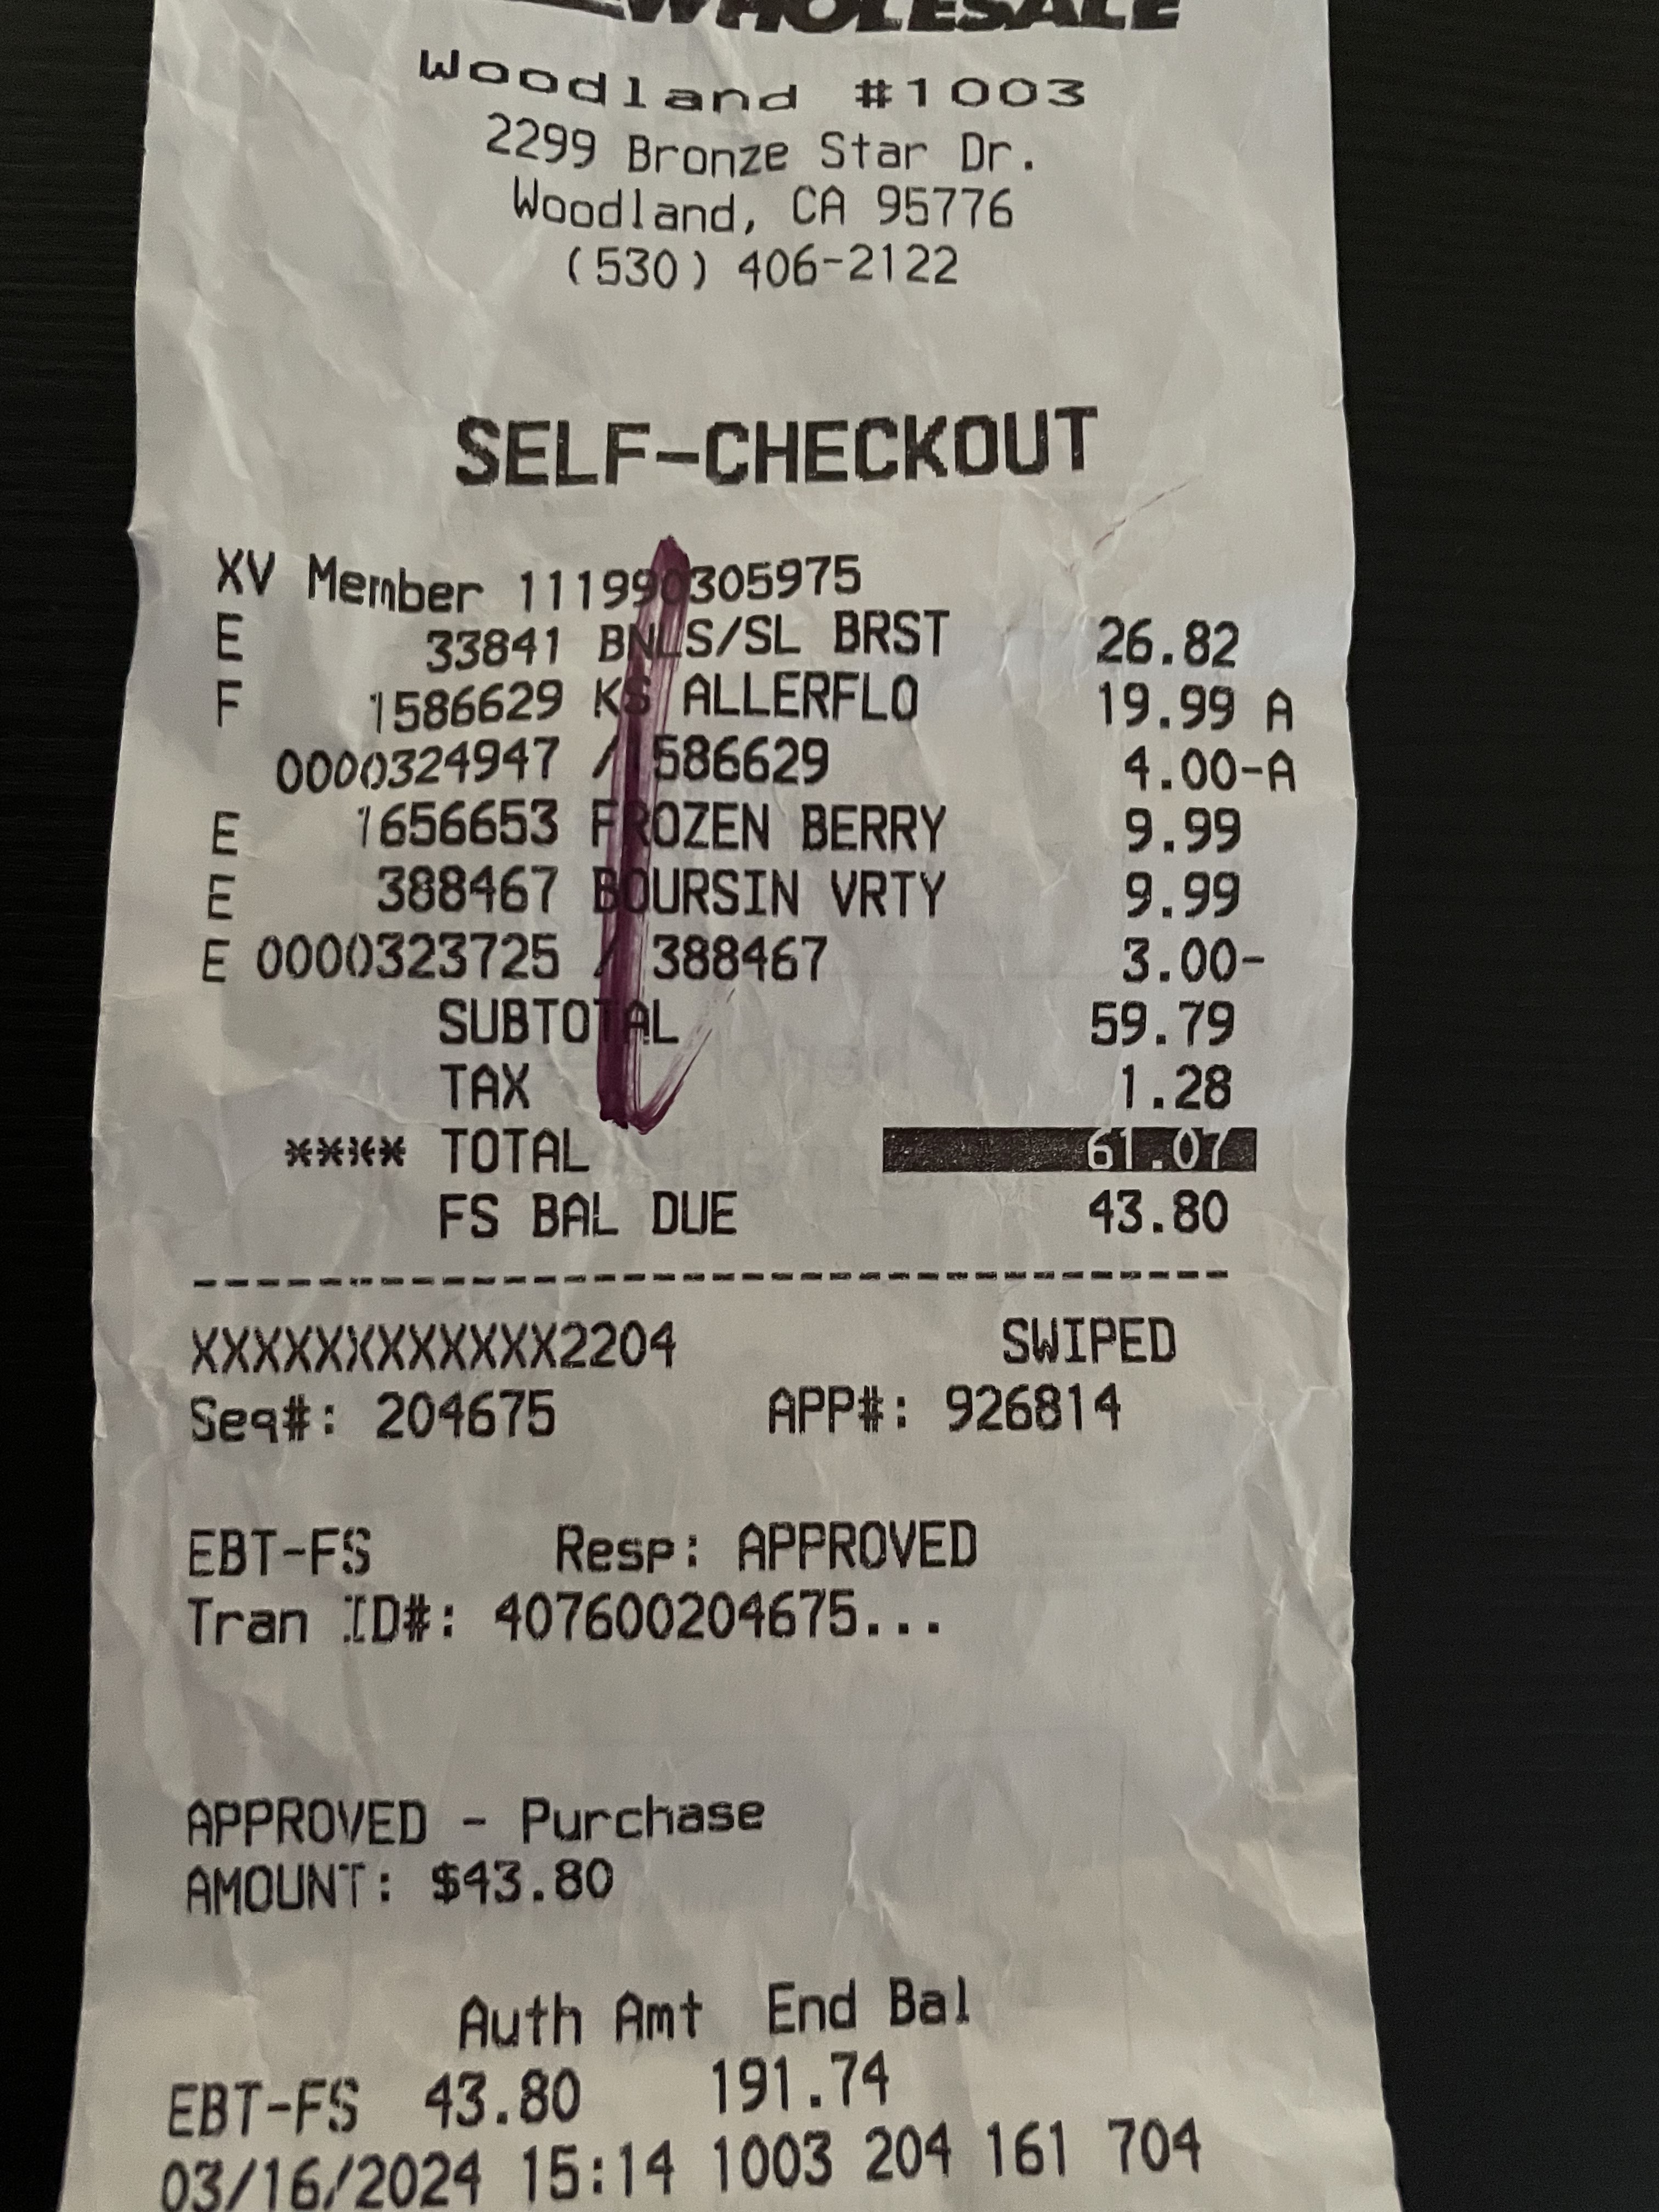 WHOLESALE
Woodland #1003
2299 Bronze Star Dr.
Woodland, CA 95776
(530) 406-2122
SELF-CHECKOUT
XV Member 111990305975
E 33841 BNLS/SL BRST 26.82
F 1586629 KS ALLERFLO 19.99 A
0000324947 /1586629 4.00-A
E 1656653 FROZEN BERRY 9.99
E 388467 BOURSIN VRTY 9.99
E 0000323725 / 388467 3.00-
SUBTOTAL 59.79
TAX 1.28
**** TOTAL 61.07
FS BAL DUE 43.80
-----------------------------------
XXXXXXXXXXXX2204 SWIPED
Seq#: 204675 APP#: 926814
EBT-FS Resp: APPROVED
Tran ID#: 407600204675...
APPROVED - Purchase
AMOUNT: $43.80
Auth Amt End Bal
EBT-FS 43.80 191.74
03/16/2024 15:14 1003 204 161 704